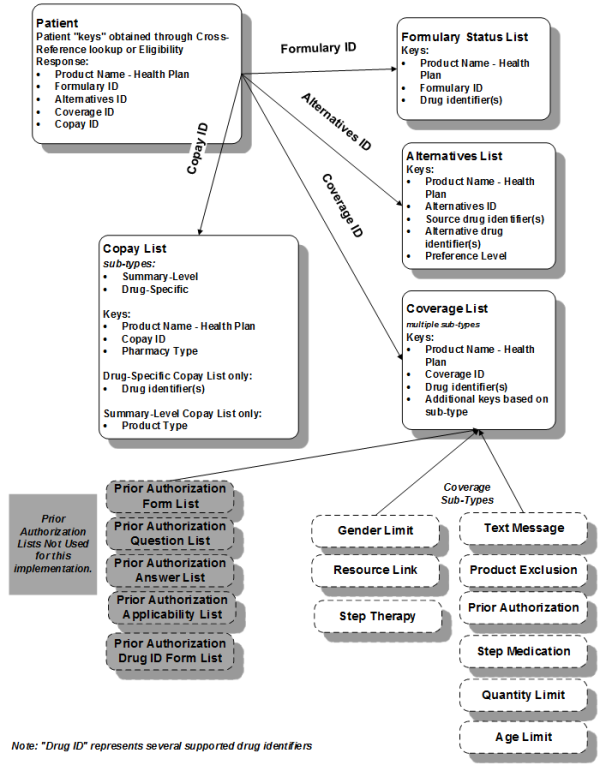 Patient
Patient "keys" obtained through Cross-
Reference lookup or Eligibility
Response:
• Product Name - Health Plan
• Formulary ID
• Alternatives ID
• Coverage ID
• Copay ID
Formulary ID
Alternatives ID
Copay ID
Coverage ID
Formulary Status List
Keys:
• Product Name - Health
Plan
• Formulary ID
• Drug identifier(s)
Alternatives List
Keys:
• Product Name - Health
Plan
• Alternatives ID
• Source drug identifier(s)
• Alternative drug
identifier(s)
• Preference Level
Copay List
sub-types:
• Summary-Level
• Drug-Specific
Keys:
• Product Name - Health Plan
• Copay ID
• Pharmacy Type
Drug-Specific Copay List only:
• Drug identifier(s)
Summary-Level Copay List only:
• Product Type
Coverage List
multiple sub-types
Keys:
• Product Name - Health
Plan
• Coverage ID
• Drug identifier(s)
• Additional keys based on
sub-type
Prior
Authorization
Lists Not Used
for this
implementation.
Prior Authorization
Form List
Prior Authorization
Question List
Prior Authorization
Answer List
Prior Authorization
Applicability List
Prior Authorization
Drug ID Form List
Coverage
Sub-Types
Gender Limit
Resource Link
Step Therapy
Text Message
Product Exclusion
Prior Authorization
Step Medication
Quantity Limit
Age Limit
Note: "Drug ID" represents several supported drug identifiers